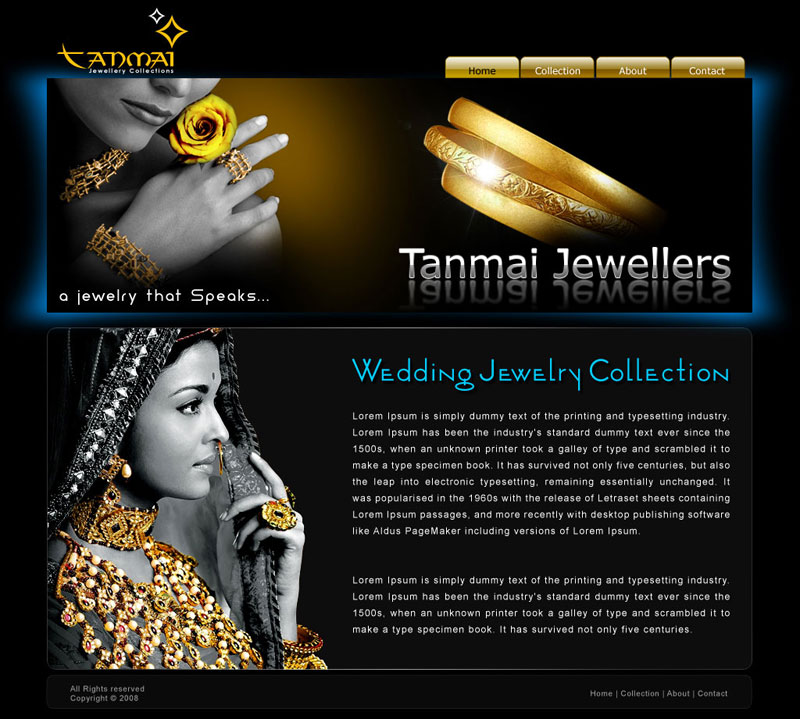 tanmai
Jewellery Collections
Home Collection About Contact
Tanmai Jewellers
a jewelry that Speaks...
Wedding Jewelry Collection
Lorem Ipsum is simply dummy text of the printing and typesetting industry.
Lorem Ipsum has been the industry's standard dummy text ever since the
1500s, when an unknown printer took a galley of type and scrambled it to
make a type specimen book. It has survived not only five centuries, but also
the leap into electronic typesetting, remaining essentially unchanged. It
was popularised in the 1960s with the release of Letraset sheets containing
Lorem Ipsum passages, and more recently with desktop publishing software
like Aldus PageMaker including versions of Lorem Ipsum.
Lorem Ipsum is simply dummy text of the printing and typesetting industry.
Lorem Ipsum has been the industry's standard dummy text ever since the
1500s, when an unknown printer took a galley of type and scrambled it to
make a type specimen book. It has survived not only five centuries.
All Rights reserved
Copyright © 2008
Home | Collection | About | Contact